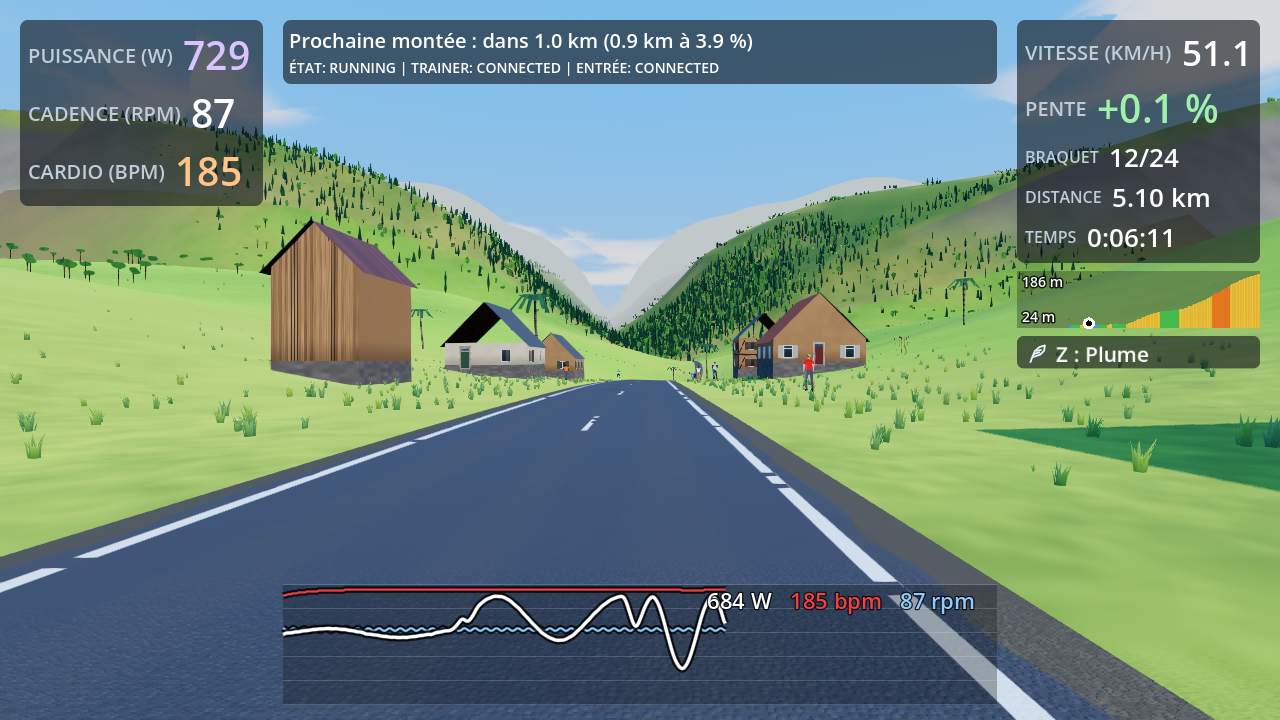 PUISSANCE (W) 729
CADENCE (RPM) 87
CARDIO (BPM) 185
Prochaine montée : dans 1.0 km (0.9 km à 3.9 %)
ÉTAT: RUNNING | TRAINER: CONNECTED | ENTRÉE: CONNECTED
VITESSE (KM/H) 51.1
PENTE +0.1 %
BRAQUET 12/24
DISTANCE 5.10 km
TEMPS 0:06:11
186 m
24 m
Z : Plume
684 W 185 bpm 87 rpm